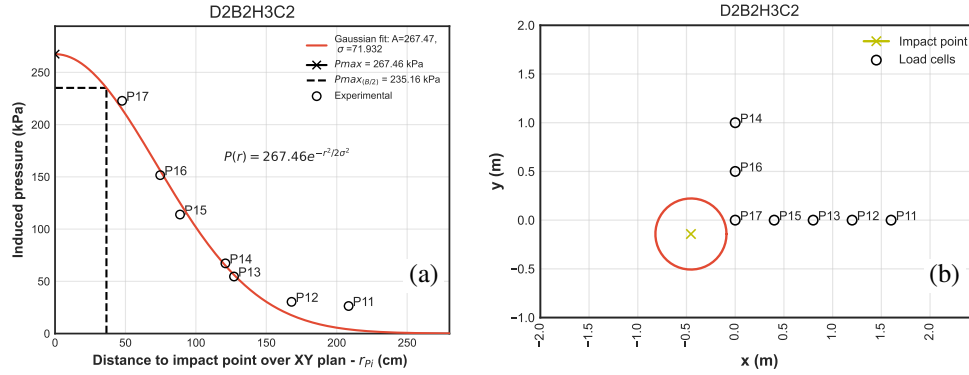 D2B2H3C2
Induced pressure (kPa)
250
200
150
100
50
0
0
50
100
150
200
250
Distance to impact point over XY plan - r_{Pi} (cm)
Gaussian fit: A=267.47,
σ =71.932
Pmax = 267.46 kPa
Pmax_{(B/2)} = 235.16 kPa
Experimental
P(r) = 267.46e^{-r²/2σ²}
P17
P16
P15
P14
P13
P12
P11
(a)
D2B2H3C2
y (m)
2.0
1.5
1.0
0.5
0.0
−0.5
−1.0
-2.0
-1.5
-1.0
-0.5
0.0
0.5
1.0
1.5
2.0
x (m)
Impact point
Load cells
P14
P16
P17
P15
P13
P12
P11
(b)